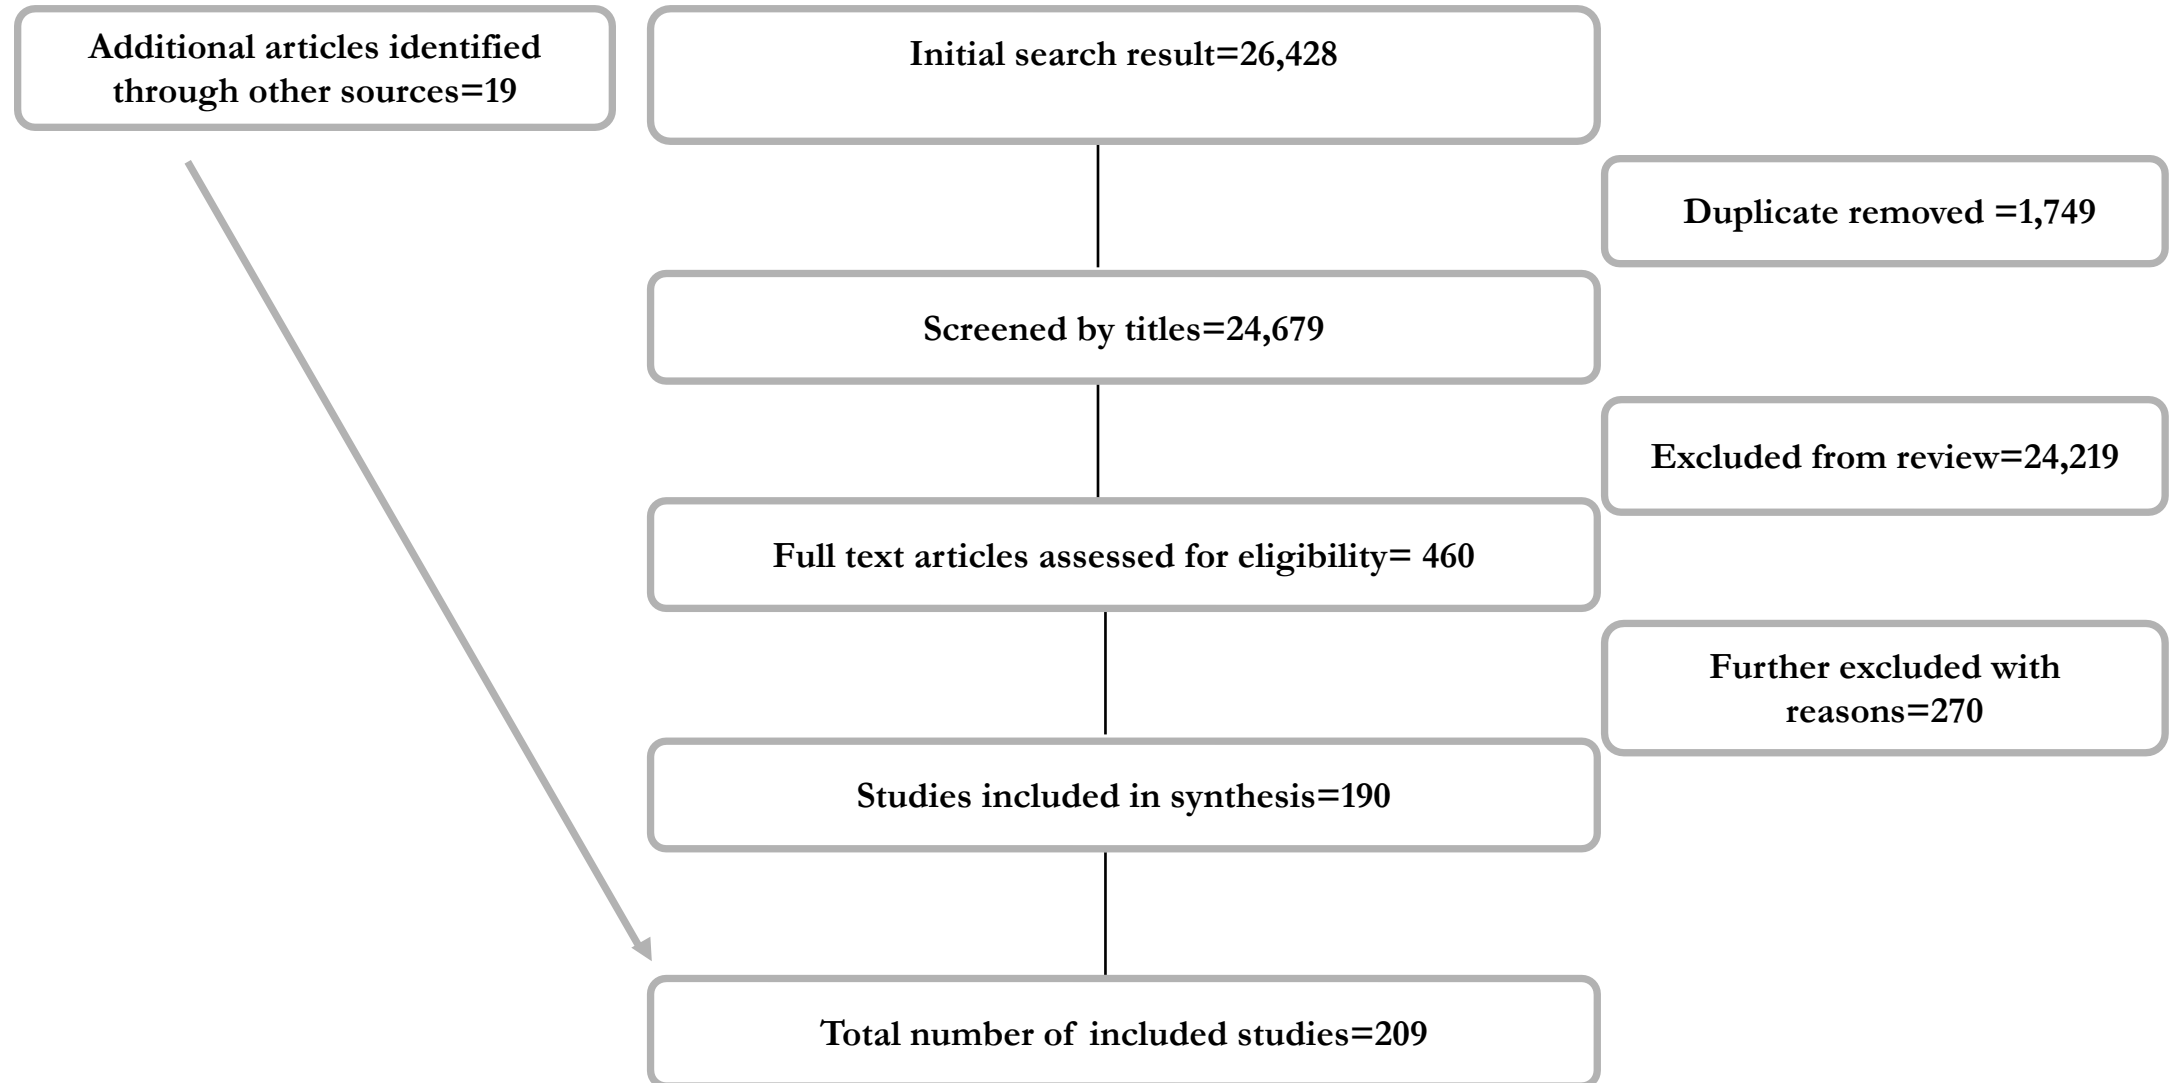 Additional articles identified
through other sources=19
Initial search result=26,428
Duplicate removed =1,749
Screened by titles=24,679
Excluded from review=24,219
Full text articles assessed for eligibility= 460
Further excluded with
reasons=270
Studies included in synthesis=190
Total number of included studies=209